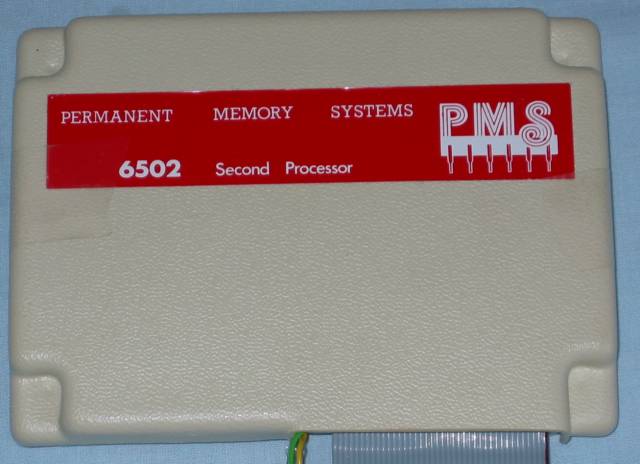 PERMANENT MEMORY SYSTEMS
PMS
6502 Second Processor